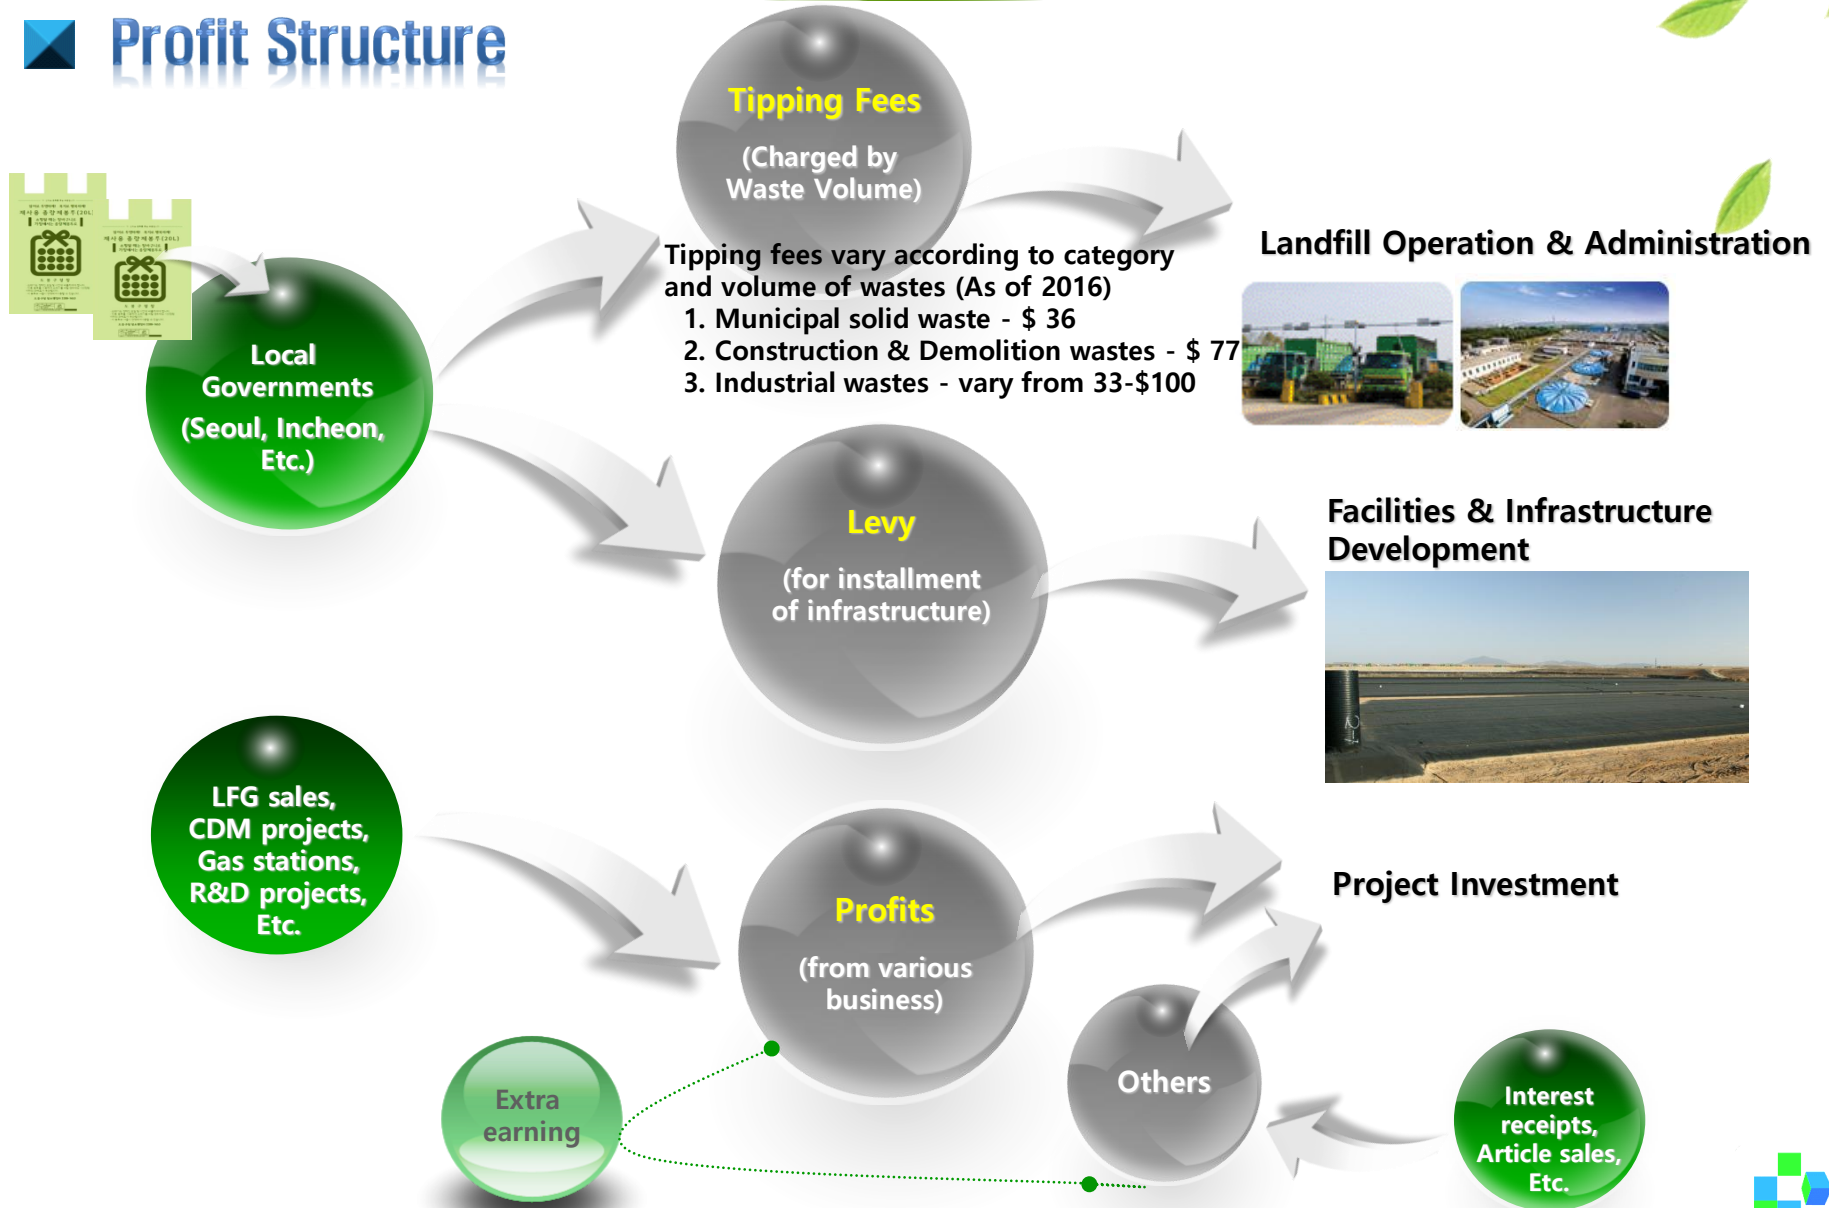 Profit Structure
Tipping Fees
(Charged by
Waste Volume)
Tipping fees vary according to category
and volume of wastes (As of 2016)
1. Municipal solid waste - $ 36
2. Construction & Demolition wastes - $ 77
3. Industrial wastes - vary from 33-$100
Landfill Operation & Administration
Local
Governments
(Seoul, Incheon,
Etc.)
Levy
(for installment
of infrastructure)
Facilities & Infrastructure
Development
LFG sales,
CDM projects,
Gas stations,
R&D projects,
Etc.
Profits
(from various
business)
Project Investment
Others
Extra
earning
Interest
receipts,
Article sales,
Etc.